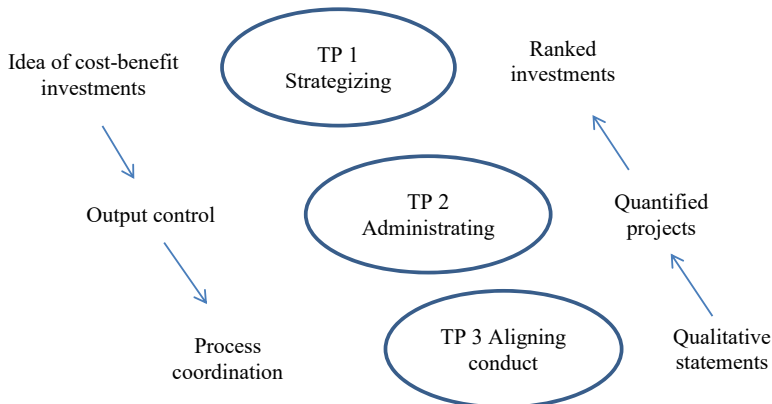 Idea of cost-benefit
investments
TP 1
Strategizing
Ranked
investments
Output control
TP 2
Administrating
Quantified
projects
Process
coordination
TP 3 Aligning
conduct
Qualitative
statements